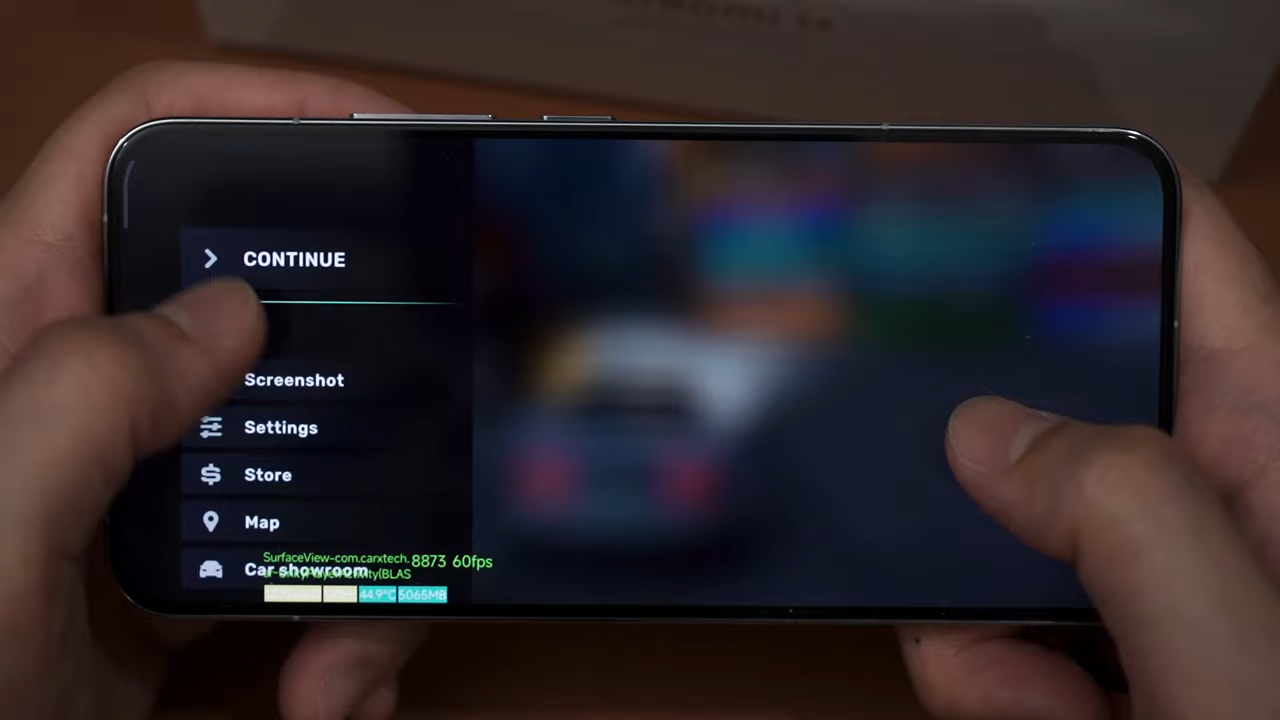 CONTINUE
Screenshot
Settings
Store
Map
SurfaceView-com.carxtech. 8873 60fps
Car showroom
44.9°C 5065MB